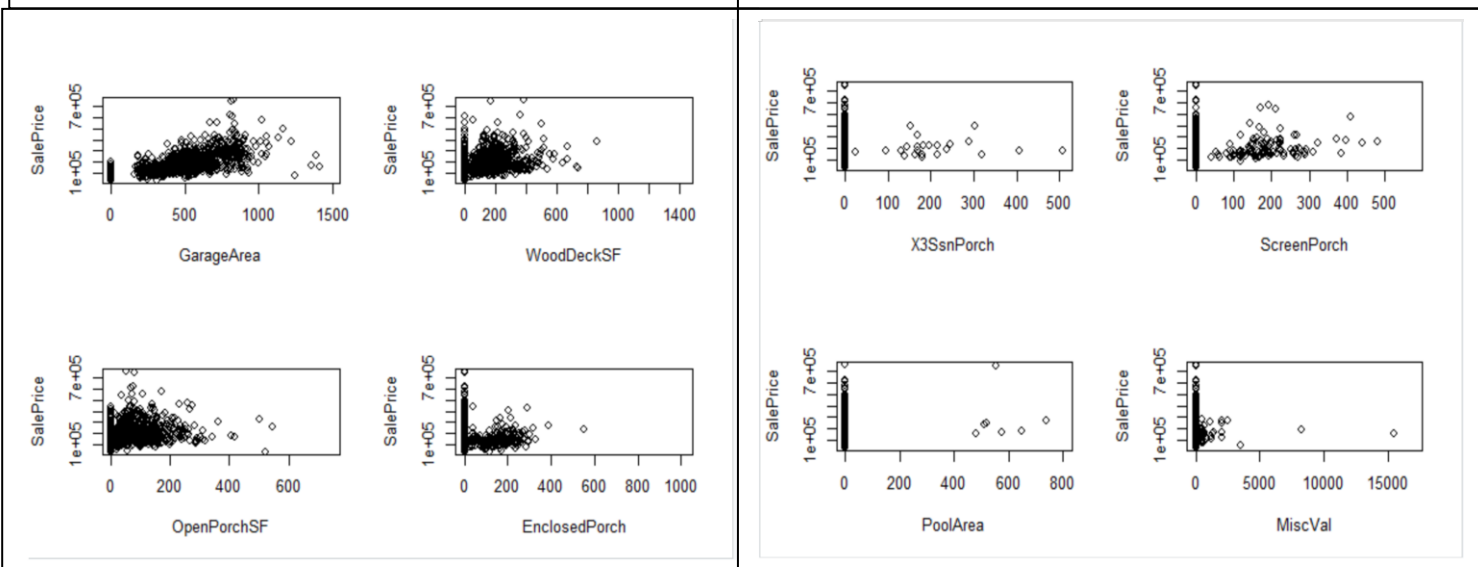 SalePrice
7e+05
1e+05
0 500 1000 1500
GarageArea
SalePrice
7e+05
1e+05
0 200 600 1000 1400
WoodDeckSF
SalePrice
7e+05
1e+05
0 200 400 600
OpenPorchSF
SalePrice
7e+05
1e+05
0 200 400 600 800 1000
EnclosedPorch
SalePrice
7e+05
1e+05
0 100 200 300 400 500
X3SsnPorch
SalePrice
7e+05
1e+05
0 100 200 300 400 500
ScreenPorch
SalePrice
7e+05
1e+05
0 200 400 600 800
PoolArea
SalePrice
7e+05
1e+05
0 5000 10000 15000
MiscVal